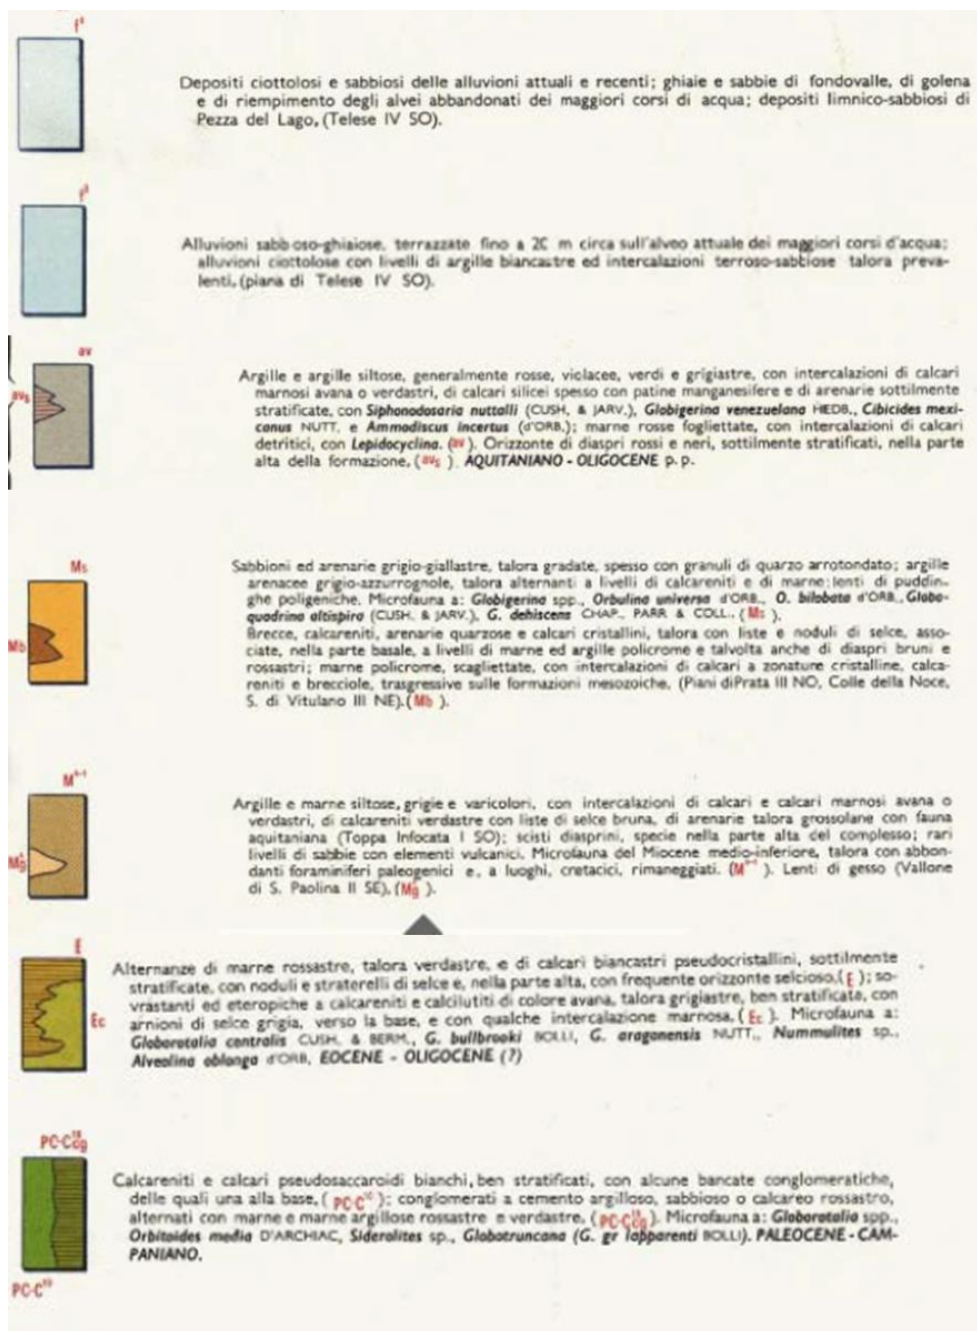 f¹
Depositi ciottolosi e sabbiosi delle alluvioni attuali e recenti; ghiaie e sabbie di fondovalle, di golena
e di riempimento degli alvei abbandonati dei maggiori corsi di acqua; depositi limnico-sabbiosi di
Pezza del Lago, (Telese IV SO).
Alluvioni sabb oso-ghiaiose, terrazzate fino a 20 m circa sull'alveo attuale dei maggiori corsi d'acqua;
alluvioni ciottolose con livelli di argille biancastre ed intercalazioni terroso-sabbiose talora preva-
lenti, (piana di Telese IV SO).
av
avs
Argille e argille siltose, generalmente rosse, violacee, verdi e grigiastre, con intercalazioni di calcari
marnosi avana o verdastri, di calcari silicei spesso con patine manganesifere e di arenarie sottilmente
stratificate, con Siphonodosaria nuttalli (CUSH. & JARV.), Globigerina venezuelana HEDB., Cibicides mexi-
canus NUTT. e Ammodiscus incertus (d'ORB.); marne rosse fogliettate, con intercalazioni di calcari
detritici, con Lepidocyclina. (av). Orizzonte di diaspri rossi e neri, sottilmente stratificati, nella parte
alta della formazione, (avs ). AQUITANIANO - OLIGOCENE p. p.
Ms
Mb
Sabbioni ed arenarie grigio-giallastre, talora gradate, spesso con granuli di quarzo arrotondato; argille
arenacee grigio-azzurrognole, talora alternanti a livelli di calcareniti e di marne; lenti di puddin-
ghe poligeniche. Microfauna a: Globigerina spp., Orbulina universa d'ORB., O. bilobata d'ORB., Globo-
quadrina altispira (CUSH. & JARV.), G. dehiscens CHAP., PARR & COLL., ( Ms ).
Brecce, calcareniti, arenarie quarzose e calcari cristallini, talora con liste e noduli di selce, asso-
ciate, nella parte basale, a livelli di marne ed argille policrome e talvolta anche di diaspri bruni e
rossastri; marne policrome, scagliettate, con intercalazioni di calcari a zonature cristalline, calca-
reniti e brecciole, trasgressive sulle formazioni mesozoiche, (Piani diPrata III NO, Colle della Noce,
S. di Vitulano III NE).( Mb ).
Argille e marne siltose, grigie e varicolori, con intercalazioni di calcari e calcari marnosi avana o
verdastri, di calcareniti verdastre con liste di selce bruna, di arenarie talora grossolane con fauna
aquitaniana (Toppa Infocata I SO); scisti diasprini, specie nella parte alta del complesso; rari
livelli di sabbie con elementi vulcanici. Microfauna del Miocene medio-inferiore, talora con abbon-
danti foraminiferi paleogenici e, a luoghi, cretacici, rimaneggiati. ( ). Lenti di gesso (Vallone
di S. Paolina II SE), ( ).
E
Ec
Alternanze di marne rossastre, talora verdastre, e di calcari biancastri pseudocristallini, sottilmente
stratificate, con noduli e straterelli di selce e, nella parte alta, con frequente orizzonte selcioso,( E ); so-
vrastanti ed eteropiche a calcareniti e calcilutiti di colore avana, talora grigiastre, ben stratificate, con
arnioni di selce grigia, verso la base, e con qualche intercalazione marnosa, ( Ec ). Microfauna a:
Globorotalia centralis CUSH. & BERM., G. bullbrooki BOLLI, G. aragonensis NUTT., Nummulites sp.,
Alveolina oblonga d'ORB, EOCENE - OLIGOCENE (?)
Calcareniti e calcari pseudosaccaroidi bianchi, ben stratificati, con alcune bancate conglomeratiche,
delle quali una alla base, ( PC-C¹⁰ ); conglomerati a cemento argilloso, sabbioso o calcareo rossastro,
alternati con marne e marne argillose rossastre e verdastre, ( ). Microfauna a: Globorotalia spp.,
Orbitoides media D'ARCHIAC, Siderolites sp., Globotruncana (G. gr lapparenti BOLLI). PALEOCENE - CAM-
PANIANO.
PC-C¹⁰